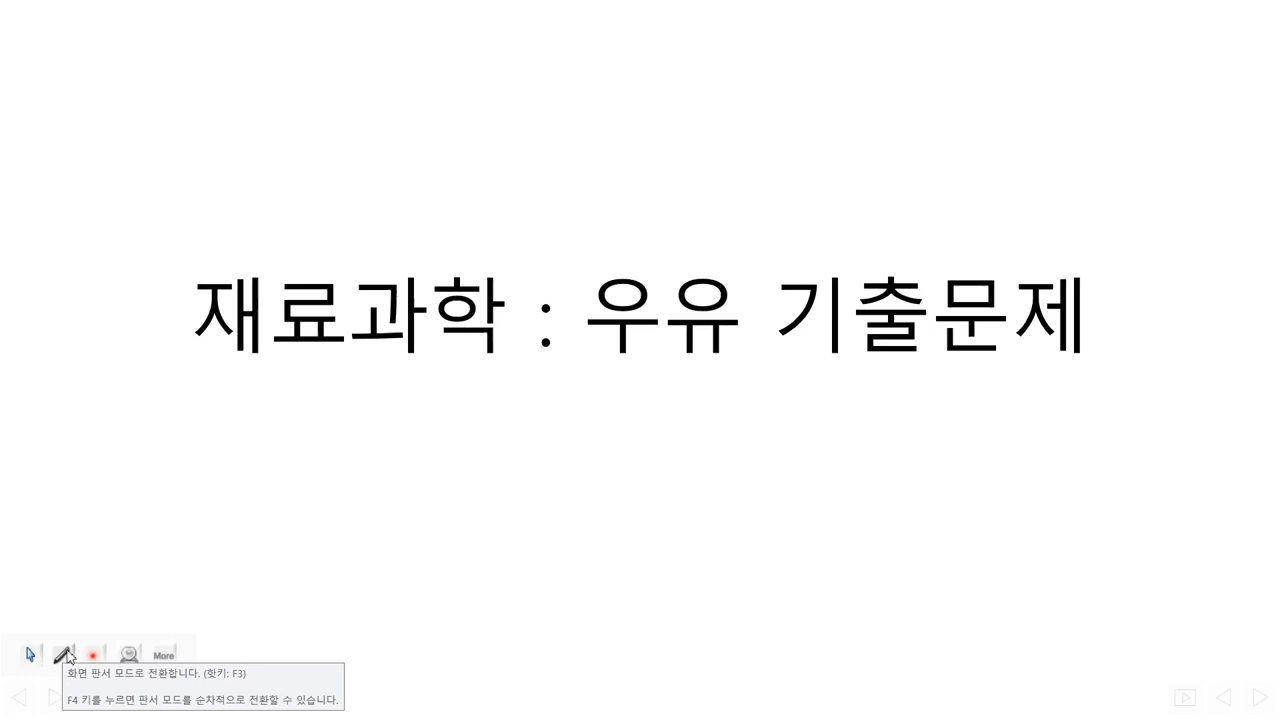 재료과학 : 우유 기출문제
More
화면 판서 모드로 전환합니다. (핫키: F3)
F4 키를 누르면 판서 모드를 순차적으로 전환할 수 있습니다.